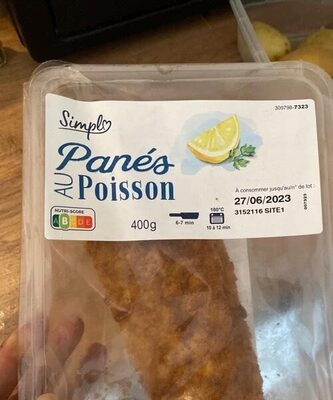 309798-7323
Simpl
Panés
AU Poisson
400g
NUTRI-SCORE
A B C D E
6-7 min
180°C
10 à 12 min
À consommer jusqu'au/n° de lot :
27/06/2023
3152116 SITE1